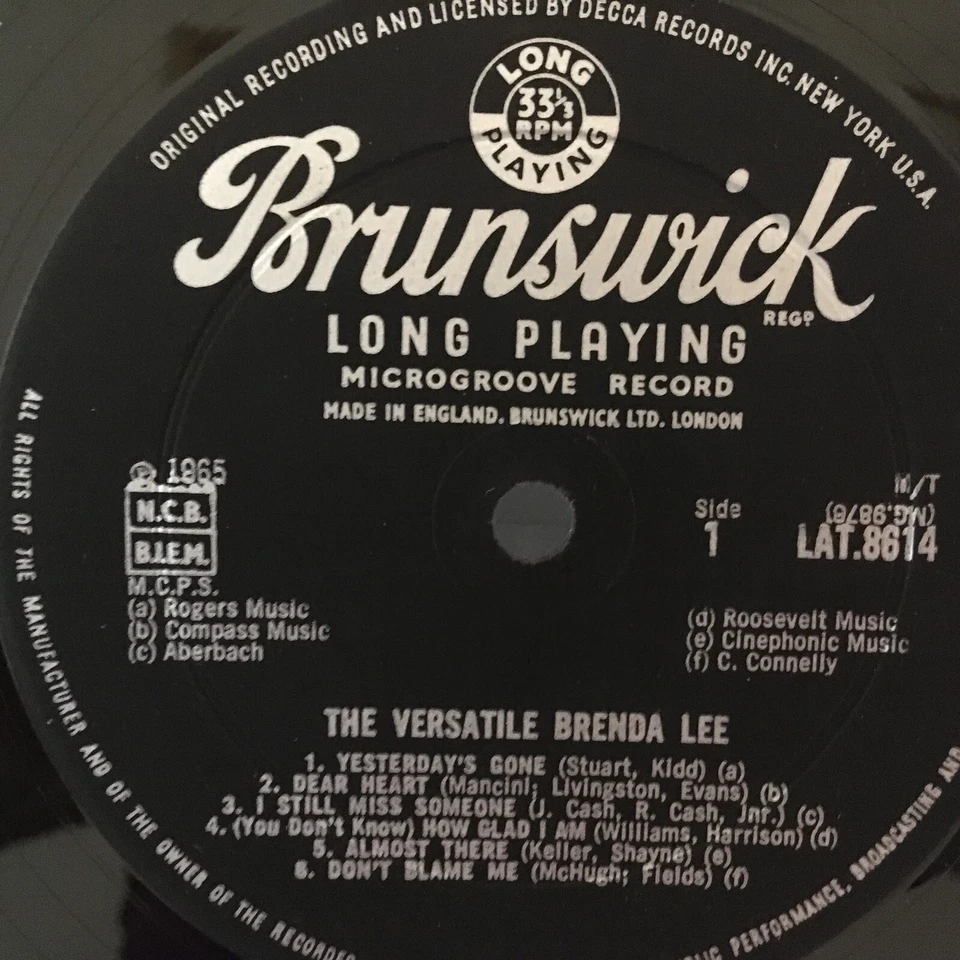 ORIGINAL RECORDING AND LICENSED BY DECCA RECORDS INC. NEW YORK U.S.A.
LONG
33⅓
RPM
PLAYING
Brunswick
REGD
LONG PLAYING
MICROGROOVE RECORD
MADE IN ENGLAND. BRUNSWICK LTD. LONDON
℗ 1965
N.C.B.
B.I.E.M.
M.C.P.S.
(a) Rogers Music
(b) Compass Music
(c) Aberbach
Side
1
M/T
LAT.8614
(d) Roosevelt Music
(e) Cinephonic Music
(f) C. Connelly
THE VERSATILE BRENDA LEE
1. YESTERDAY'S GONE (Stuart, Kidd) (a)
2. DEAR HEART (Mancini; Livingston, Evans) (b)
3. I STILL MISS SOMEONE (J. Cash, R. Cash, Jnr.) (c)
4. (You Don't Know) HOW GLAD I AM (Williams, Harrison) (d)
5. ALMOST THERE (Keller, Shayne) (e)
6. DON'T BLAME ME (McHugh; Fields) (f)
ALL RIGHTS OF THE MANUFACTURER AND OF THE OWNER OF THE RECORDED
PERFORMANCE, BROADCASTING AND